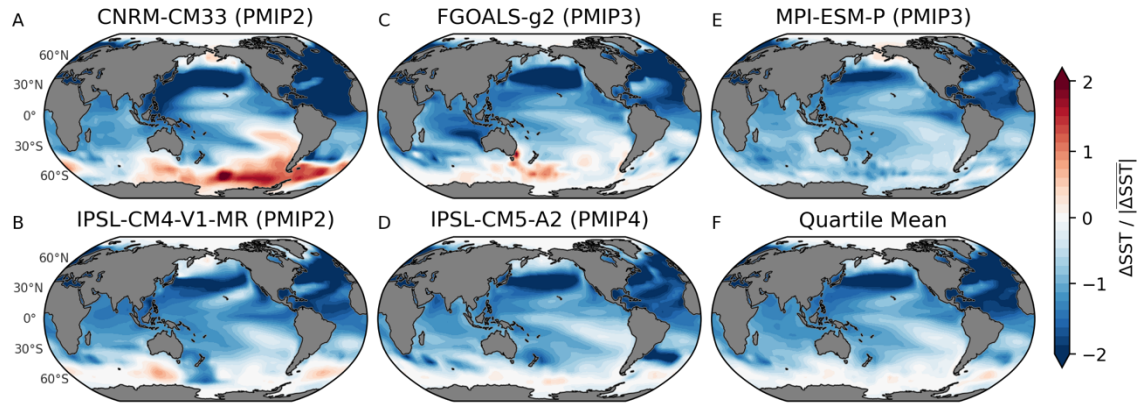 A CNRM-CM33 (PMIP2)
C FGOALS-g2 (PMIP3)
E MPI-ESM-P (PMIP3)
60°N
30°N
0°
30°S
60°S
B IPSL-CM4-V1-MR (PMIP2)
D IPSL-CM5-A2 (PMIP4)
F Quartile Mean
60°N
30°N
0°
30°S
60°S
2
1
0
−1
−2
ΔSST / |ΔSST|